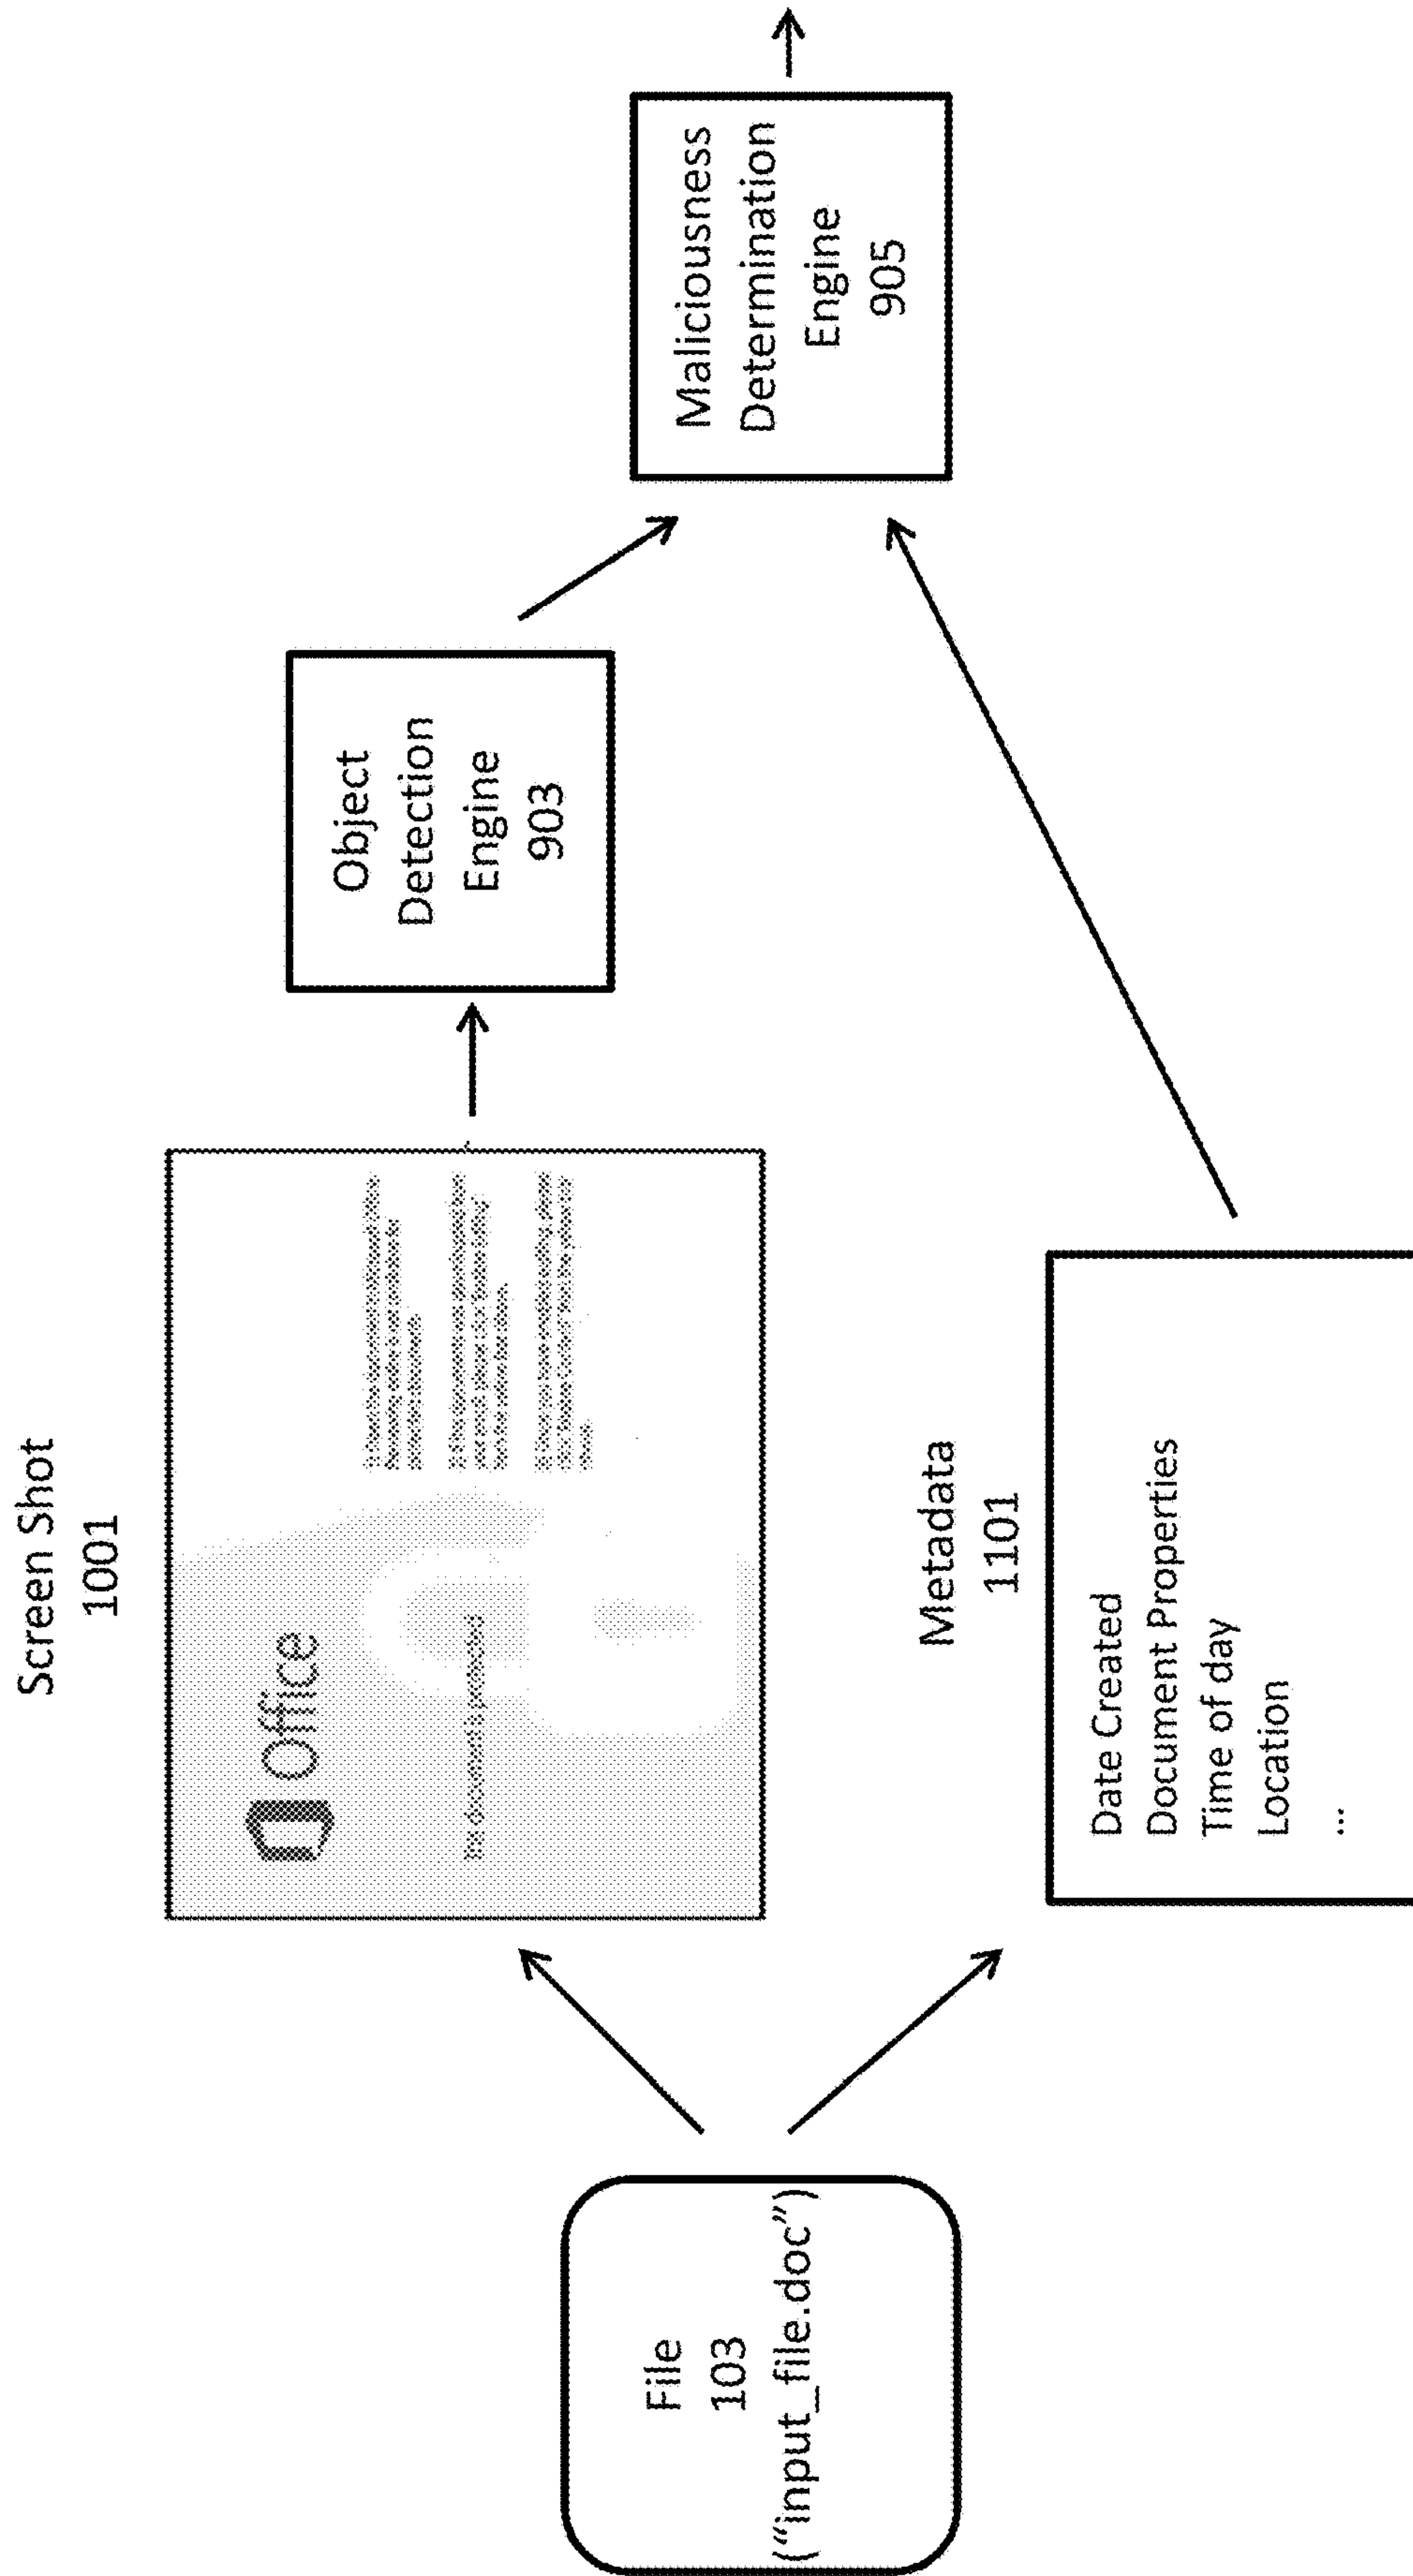 Screen Shot
1001
Office
Object
Detection
Engine
903
Maliciousness
Determination
Engine
905
File
103
("input_file.doc")
Metadata
1101
Date Created
Document Properties
Time of day
Location
...